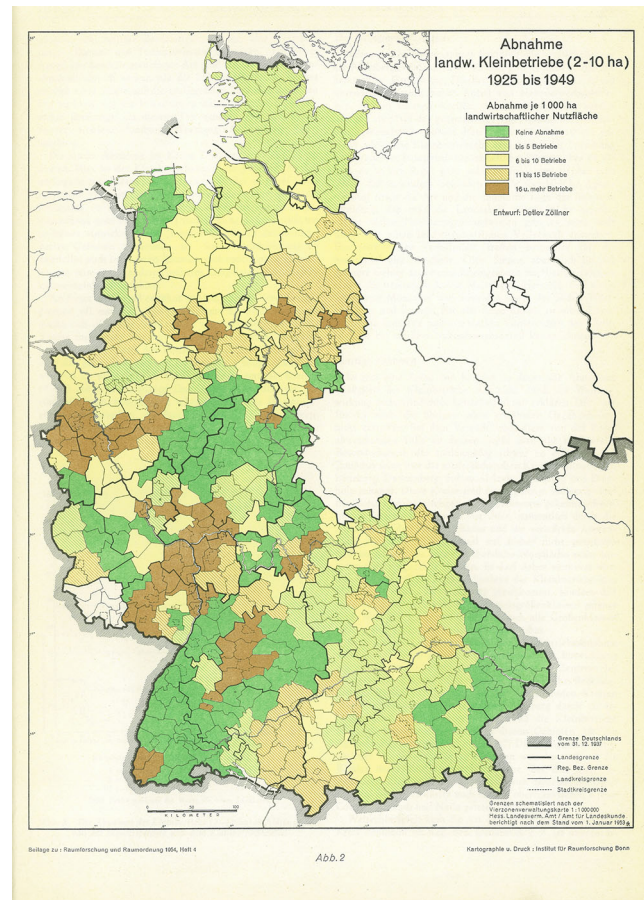 Abnahme
landw. Kleinbetriebe (2-10 ha)
1925 bis 1949
Abnahme je 1 000 ha
landwirtschaftlicher Nutzfläche
Keine Abnahme
bis 5 Betriebe
6 bis 10 Betriebe
11 bis 15 Betriebe
16 u. mehr Betriebe
Entwurf: Detlev Zöllner
Grenze Deutschlands
vom 31. 12. 1937
Landesgrenze
Reg. Bez. Grenze
Landkreisgrenze
Stadtkreisgrenze
Grenzen schematisiert nach der
Vierzonenverwaltungskarte 1 : 1 000 000
Hess. Landesverm. Amt / Amt für Landeskunde
berichtigt nach dem Stand vom 1. Januar 1953
0 50 100
KILOMETER
Beilage zu : Raumforschung und Raumordnung 1954, Heft 4
Abb. 2
Kartographie u. Druck : Institut für Raumforschung Bonn